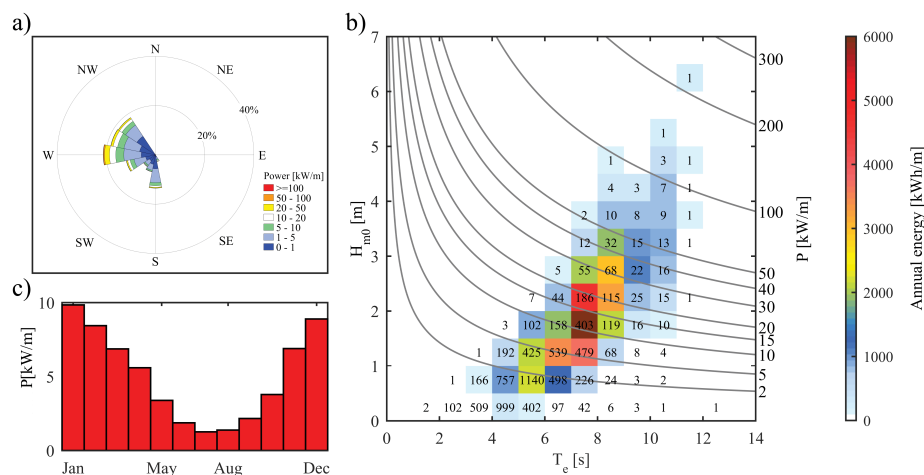 a)
N
NW
NE
40%
20%
W
E
Power [kW/m]
>=100
50 - 100
20 - 50
10 - 20
5 - 10
1 - 5
0 - 1
SW
SE
S
c)
P[kW/m]
10
5
0
Jan
May
Aug
Dec
b)
H_m0 [m]
7
6
5
4
3
2
1
0
1
1
1 3 1
4 3 7 1
2 10 8 9 1
12 32 15 13 1
5 55 68 22 16
7 44 186 115 25 15 1
3 102 158 403 119 16 10
1 192 425 539 479 68 8 4
1 166 757 1140 498 226 24 3 2
2 102 509 999 402 97 42 6 3 1 1
0 2 4 6 8 10 12 14
T_e [s]
300
200
100
50
40
30
20
15
10
5
2
P [kW/m]
6000
5000
4000
3000
2000
1000
0
Annual energy [kWh/m]